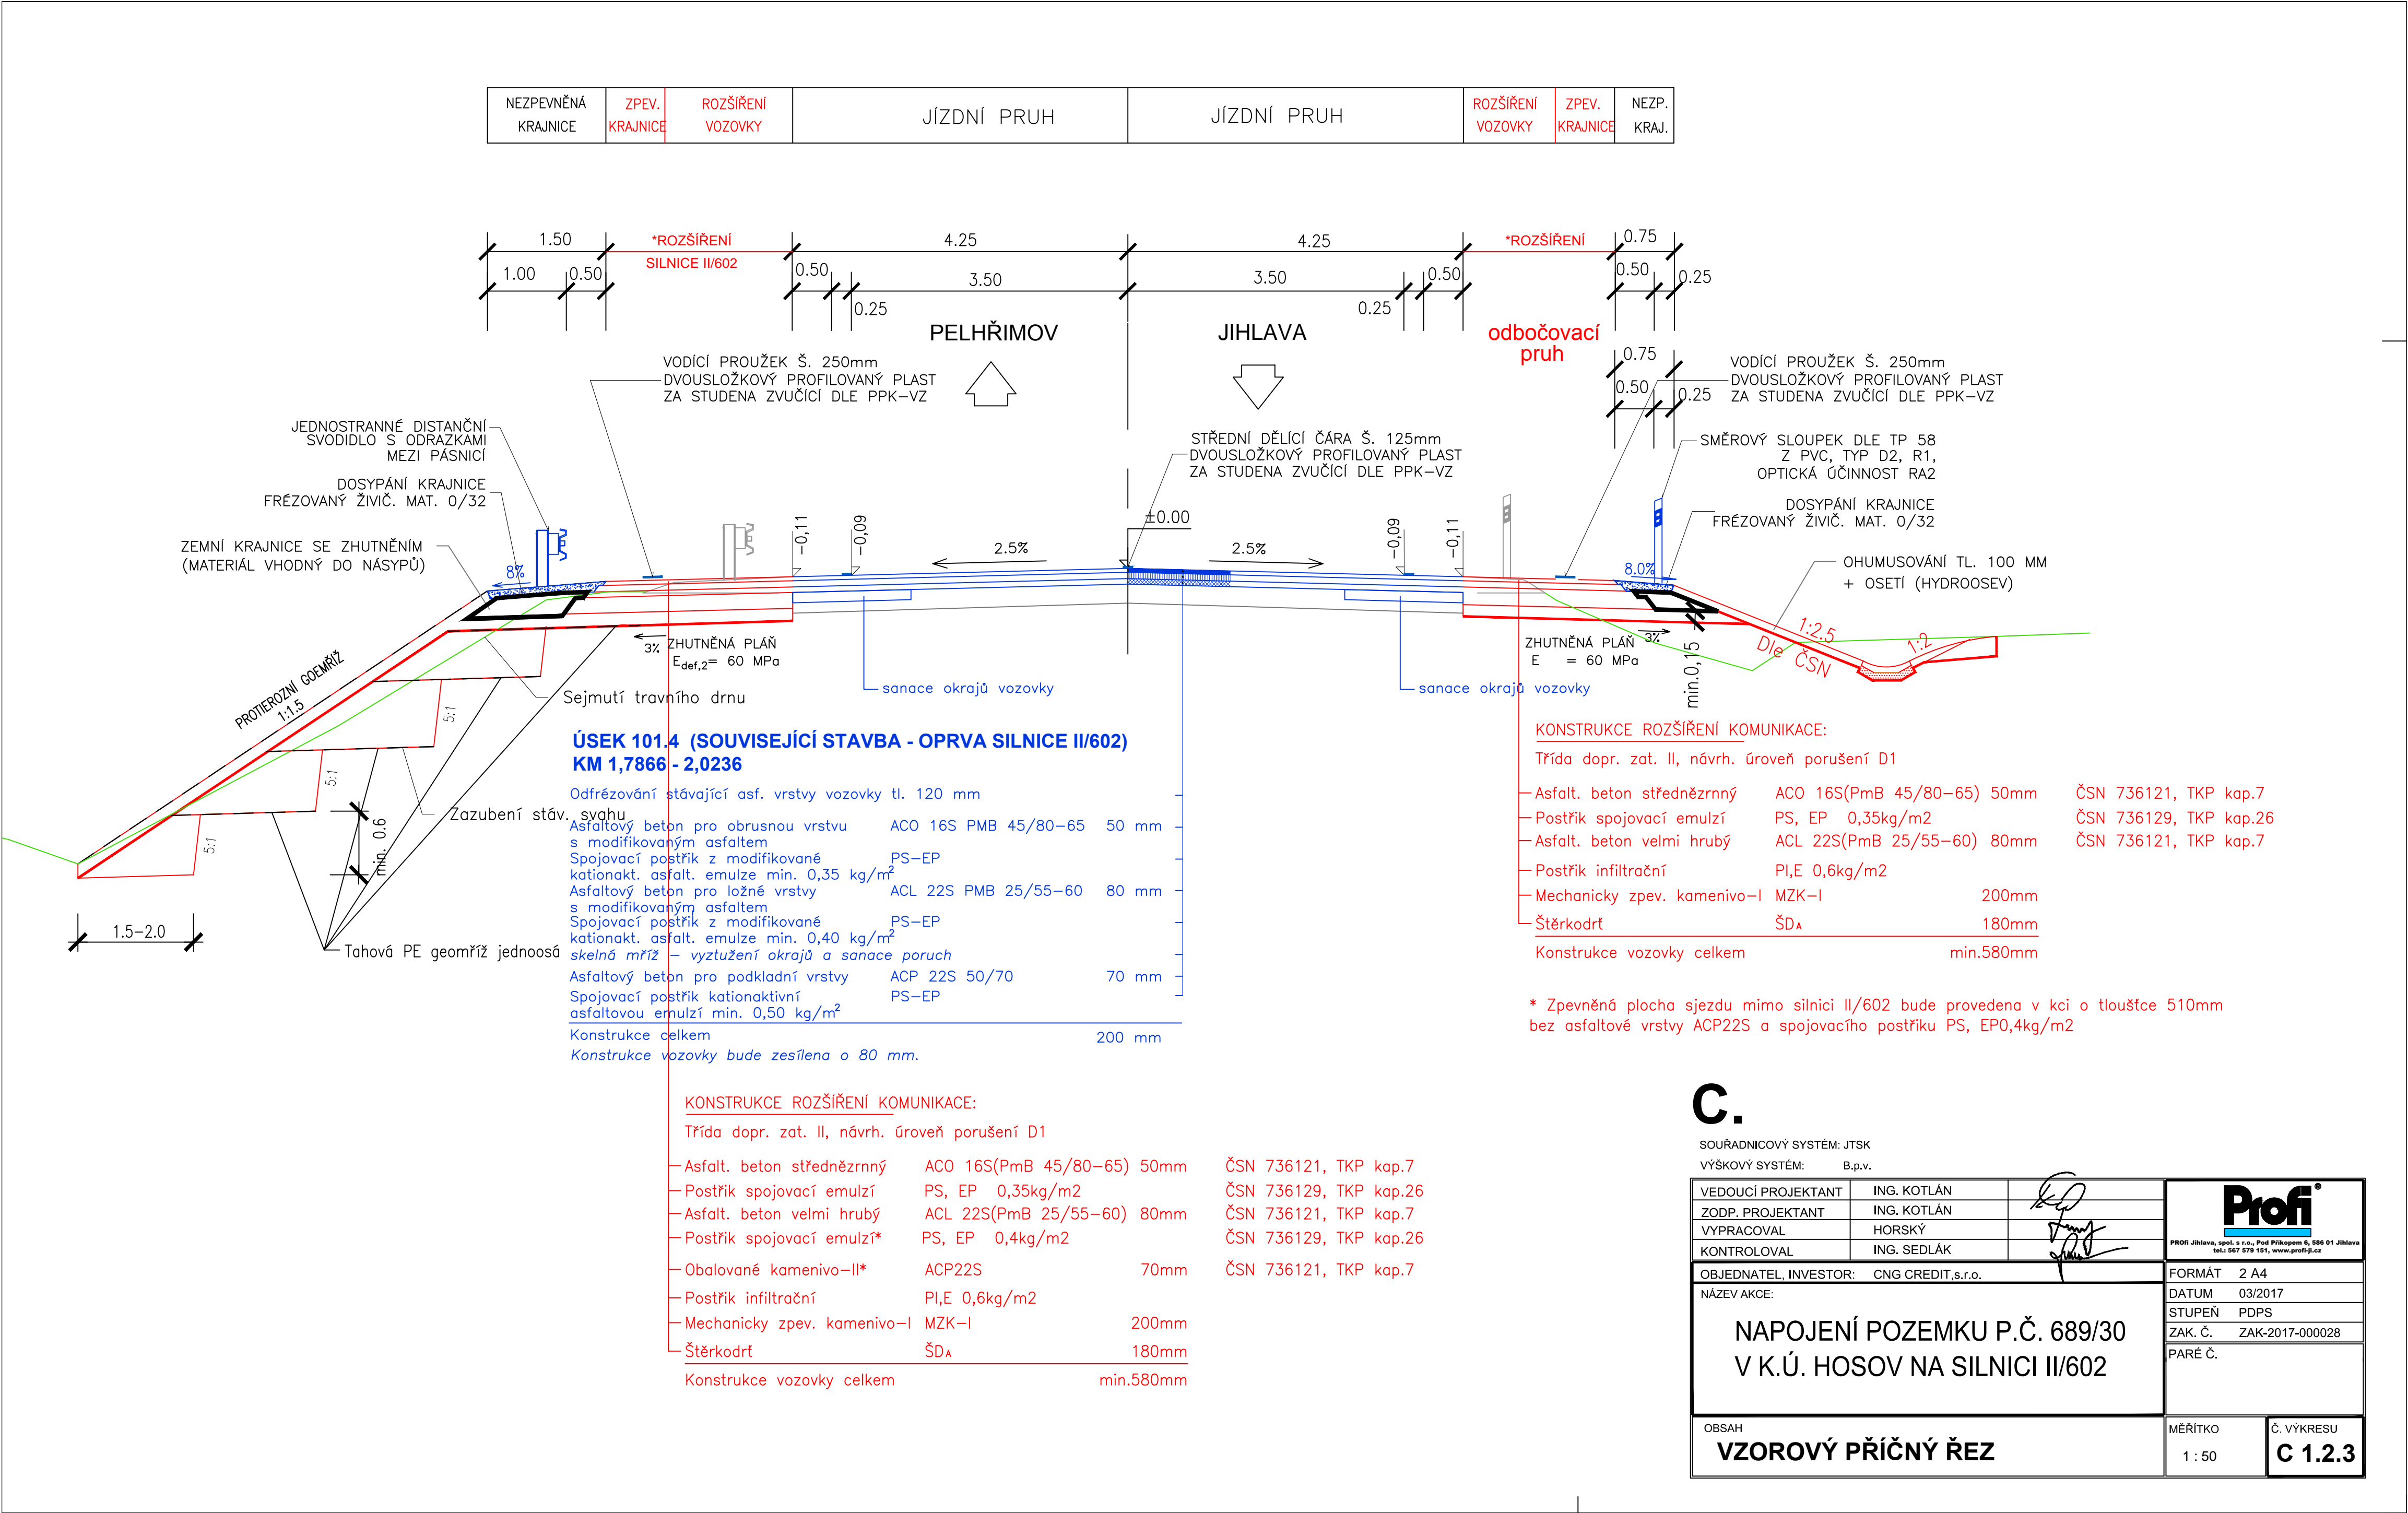 NEZPEVNĚNÁ
KRAJNICE
ZPEV.
KRAJNICE
ROZŠÍŘENÍ
VOZOVKY
JÍZDNÍ PRUH
JÍZDNÍ PRUH
ROZŠÍŘENÍ
VOZOVKY
ZPEV.
KRAJNICE
NEZP.
KRAJ.
1.50
*ROZŠÍŘENÍ
SILNICE II/602
4.25
4.25
*ROZŠÍŘENÍ
0.75
1.00
0.50
0.50
0.25
3.50
3.50
0.25
0.50
0.50
0.25
PELHŘIMOV
JIHLAVA
odbočovací
pruh
0.75
0.50
0.25
VODÍCÍ PROUŽEK Š. 250mm
DVOUSLOŽKOVÝ PROFILOVANÝ PLAST
ZA STUDENA ZVUČÍCÍ DLE PPK-VZ
VODÍCÍ PROUŽEK Š. 250mm
DVOUSLOŽKOVÝ PROFILOVANÝ PLAST
ZA STUDENA ZVUČÍCÍ DLE PPK-VZ
JEDNOSTRANNÉ DISTANČNÍ
SVODIDLO S ODRAZKAMI
MEZI PÁSNICÍ
STŘEDNÍ DĚLÍCÍ ČÁRA Š. 125mm
DVOUSLOŽKOVÝ PROFILOVANÝ PLAST
ZA STUDENA ZVUČÍCÍ DLE PPK-VZ
SMĚROVÝ SLOUPEK DLE TP 58
Z PVC, TYP D2, R1,
OPTICKÁ ÚČINNOST RA2
DOSYPÁNÍ KRAJNICE
FRÉZOVANÝ ŽIVIČ. MAT. 0/32
DOSYPÁNÍ KRAJNICE
FRÉZOVANÝ ŽIVIČ. MAT. 0/32
ZEMNÍ KRAJNICE SE ZHUTNĚNÍM
(MATERIÁL VHODNÝ DO NÁSYPŮ)
OHUMUSOVÁNÍ TL. 100 MM
+ OSETÍ (HYDROOSEV)
8%
-0,11
-0,09
2.5%
±0.00
2.5%
-0,09
-0,11
8.0%
3%
ZHUTNĚNÁ PLÁŇ
Edef,2= 60 MPa
ZHUTNĚNÁ PLÁŇ
E = 60 MPa
3%
min.0,15
1:2.5
Dle ČSN
1:2
PROTIEROZNÍ GOEMŘÍŽ
1:1.5
5:1
5:1
5:1
min. 0.6
1.5-2.0
Sejmutí travního drnu
Zazubení stáv. svahu
Tahová PE geomříž jednoosá
sanace okrajů vozovky
sanace okrajů vozovky
ÚSEK 101.4 (SOUVISEJÍCÍ STAVBA - OPRVA SILNICE II/602)
KM 1,7866 - 2,0236
Odfrézování stávající asf. vrstvy vozovky tl. 120 mm
Asfaltový beton pro obrusnou vrstvu ACO 16S PMB 45/80-65 50 mm
s modifikovaným asfaltem
Spojovací postřik z modifikované PS-EP
kationakt. asfalt. emulze min. 0,35 kg/m²
Asfaltový beton pro ložné vrstvy ACL 22S PMB 25/55-60 80 mm
s modifikovaným asfaltem
Spojovací postřik z modifikované PS-EP
kationakt. asfalt. emulze min. 0,40 kg/m²
skelná mříž - vyztužení okrajů a sanace poruch
Asfaltový beton pro podkladní vrstvy ACP 22S 50/70 70 mm
Spojovací postřik kationaktivní PS-EP
asfaltovou emulzí min. 0,50 kg/m²
Konstrukce celkem 200 mm
Konstrukce vozovky bude zesílena o 80 mm.
KONSTRUKCE ROZŠÍŘENÍ KOMUNIKACE:
Třída dopr. zat. II, návrh. úroveň porušení D1
Asfalt. beton střednězrnný ACO 16S(PmB 45/80-65) 50mm ČSN 736121, TKP kap.7
Postřik spojovací emulzí PS, EP 0,35kg/m2 ČSN 736129, TKP kap.26
Asfalt. beton velmi hrubý ACL 22S(PmB 25/55-60) 80mm ČSN 736121, TKP kap.7
Postřik infiltrační PI,E 0,6kg/m2
Mechanicky zpev. kamenivo-I MZK-I 200mm
Štěrkodrť ŠDA 180mm
Konstrukce vozovky celkem min.580mm
* Zpevněná plocha sjezdu mimo silnici II/602 bude provedena v kci o tloušťce 510mm
bez asfaltové vrstvy ACP22S a spojovacího postřiku PS, EP0,4kg/m2
KONSTRUKCE ROZŠÍŘENÍ KOMUNIKACE:
Třída dopr. zat. II, návrh. úroveň porušení D1
Asfalt. beton střednězrnný ACO 16S(PmB 45/80-65) 50mm ČSN 736121, TKP kap.7
Postřik spojovací emulzí PS, EP 0,35kg/m2 ČSN 736129, TKP kap.26
Asfalt. beton velmi hrubý ACL 22S(PmB 25/55-60) 80mm ČSN 736121, TKP kap.7
Postřik spojovací emulzí* PS, EP 0,4kg/m2 ČSN 736129, TKP kap.26
Obalované kamenivo-II* ACP22S 70mm ČSN 736121, TKP kap.7
Postřik infiltrační PI,E 0,6kg/m2
Mechanicky zpev. kamenivo-I MZK-I 200mm
Štěrkodrť ŠDA 180mm
Konstrukce vozovky celkem min.580mm
C.
SOUŘADNICOVÝ SYSTÉM: JTSK
VÝŠKOVÝ SYSTÉM: B.p.v.
VEDOUCÍ PROJEKTANT ING. KOTLÁN
ZODP. PROJEKTANT ING. KOTLÁN
VYPRACOVAL HORSKÝ
KONTROLOVAL ING. SEDLÁK
Profi®
PROfi Jihlava, spol. s r.o., Pod Příkopem 6, 586 01 Jihlava
tel.: 567 579 151, www.profi-ji.cz
OBJEDNATEL, INVESTOR: CNG CREDIT,s.r.o.
NÁZEV AKCE:
NAPOJENÍ POZEMKU P.Č. 689/30
V K.Ú. HOSOV NA SILNICI II/602
FORMÁT 2 A4
DATUM 03/2017
STUPEŇ PDPS
ZAK. Č. ZAK-2017-000028
PARÉ Č.
OBSAH
VZOROVÝ PŘÍČNÝ ŘEZ
MĚŘÍTKO
1 : 50
Č. VÝKRESU
C 1.2.3